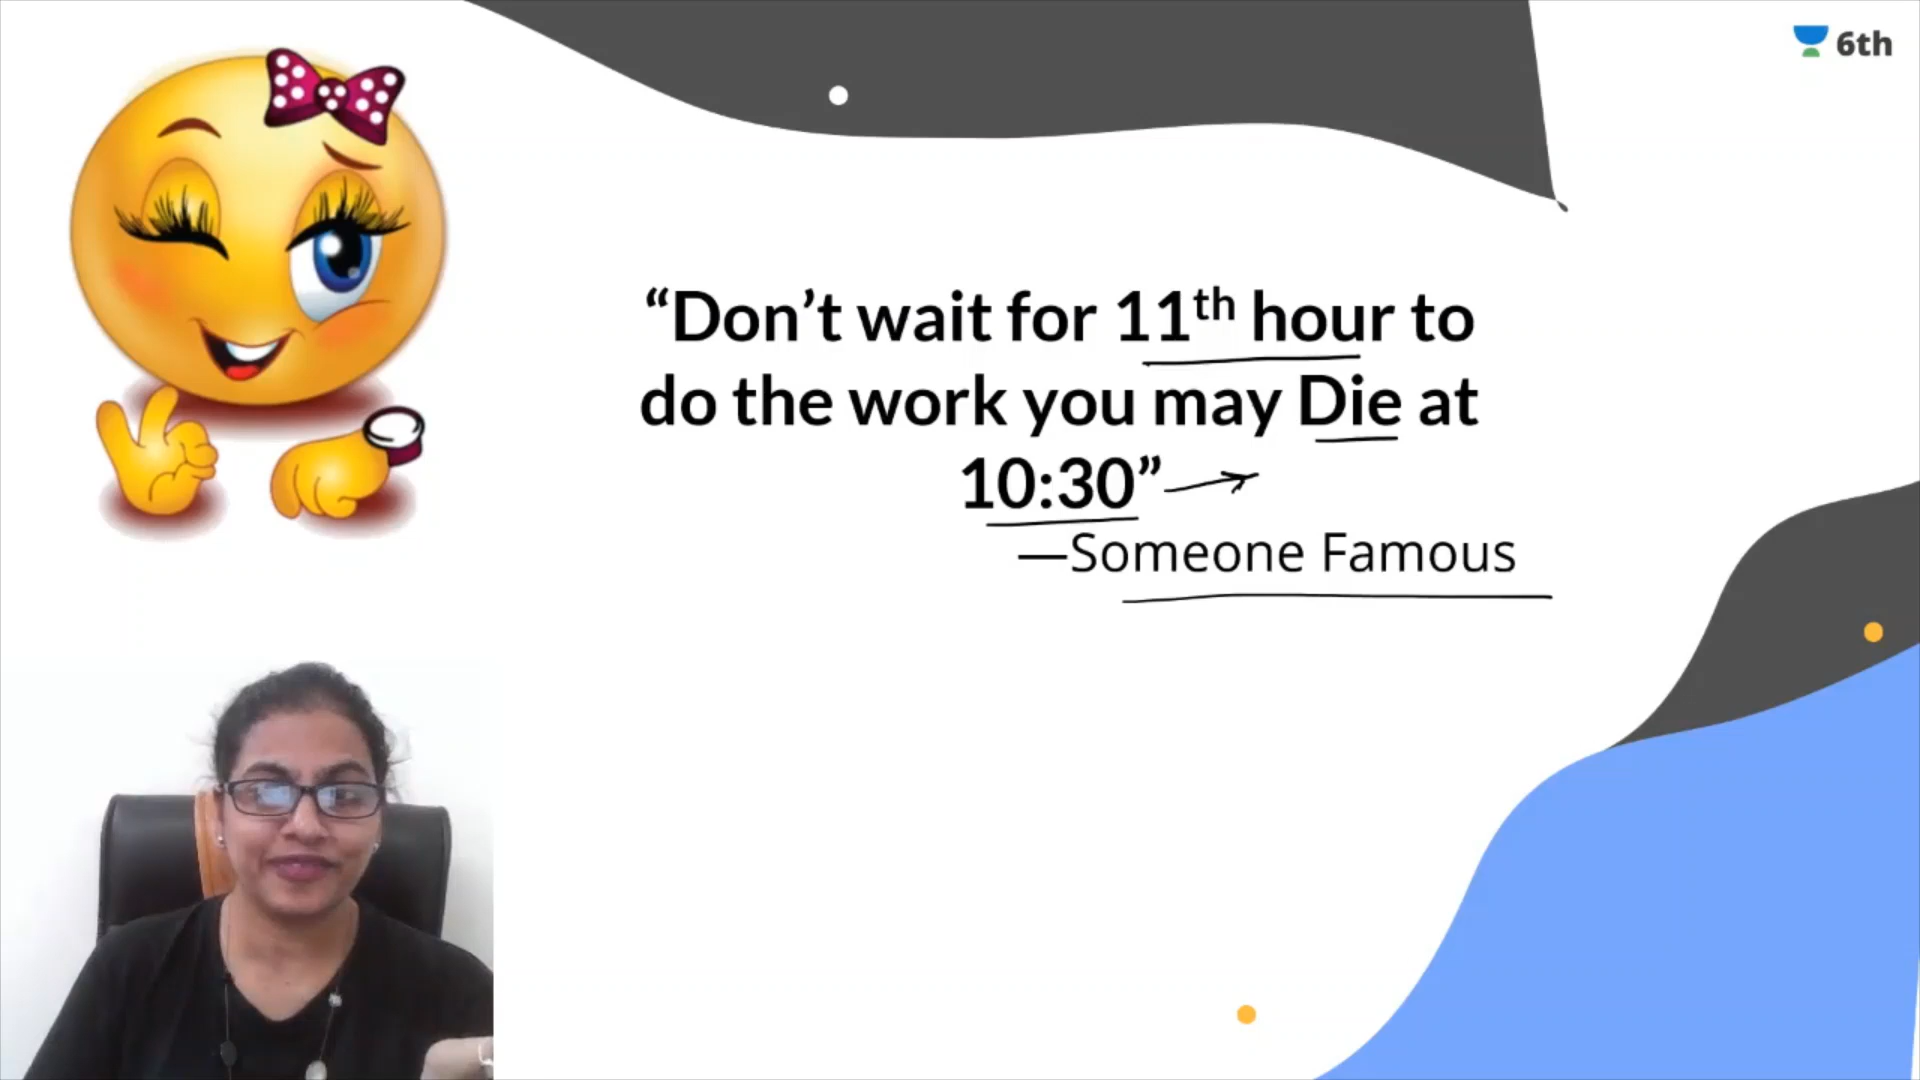 6th
“Don’t wait for 11th hour to
do the work you may Die at
10:30”
—Someone Famous